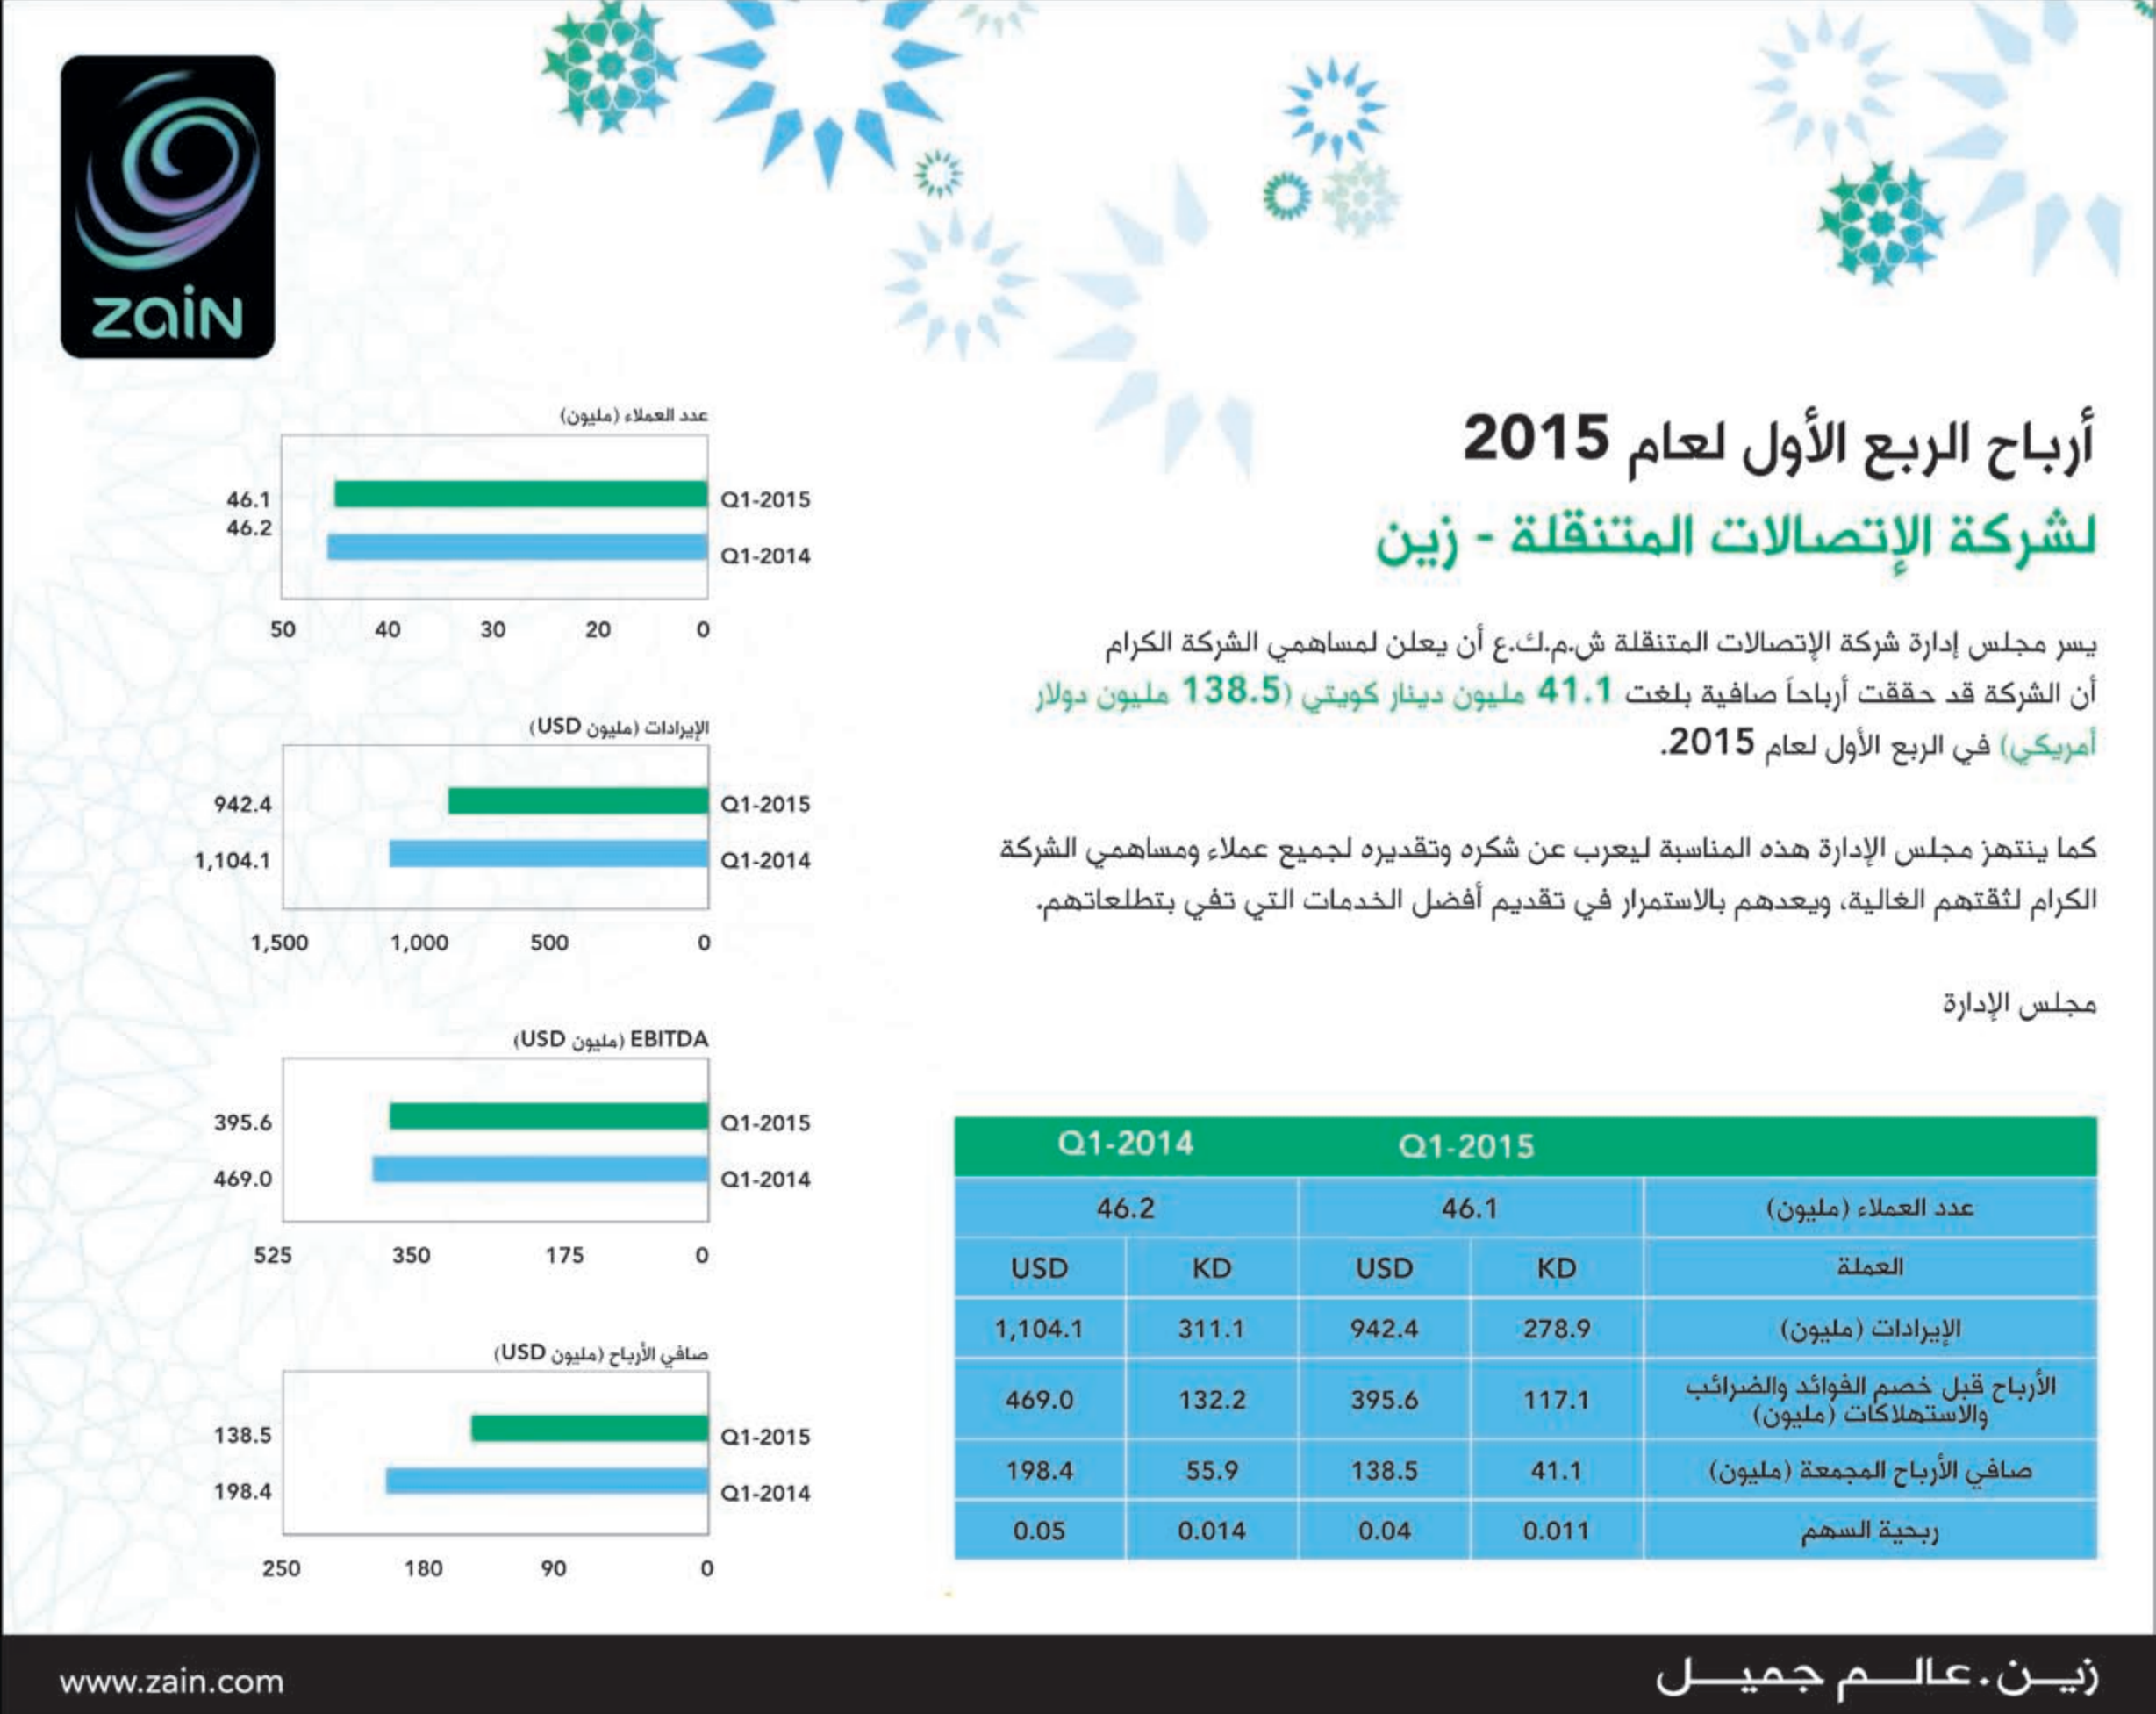 zain
أرباح الربع الأول لعام 2015
لشركة الإتصالات المتنقلة - زين
يسر مجلس إدارة شركة الإتصالات المتنقلة ش.م.ك.ع أن يعلن لمساهمي الشركة الكرام
أن الشركة قد حققت أرباحاً صافية بلغت 41.1 مليون دينار كويتي (138.5 مليون دولار
أمريكي) في الربع الأول لعام 2015.
كما ينتهز مجلس الإدارة هذه المناسبة ليعرب عن شكره وتقديره لجميع عملاء ومساهمي الشركة
الكرام لثقتهم الغالية، ويعدهم بالاستمرار في تقديم أفضل الخدمات التي تفي بتطلعاتهم.
مجلس الإدارة
Q1-2015 Q1-2014
عدد العملاء (مليون) 46.1 46.2
العملة KD USD KD USD
الإيرادات (مليون) 278.9 942.4 311.1 1,104.1
الأرباح قبل خصم الفوائد والضرائب
والاستهلاكات (مليون) 117.1 395.6 132.2 469.0
صافي الأرباح المجمعة (مليون) 41.1 138.5 55.9 198.4
ربحية السهم 0.011 0.04 0.014 0.05
عدد العملاء (مليون)
Q1-2015 46.1
Q1-2014 46.2
0 20 30 40 50
الإيرادات (مليون USD)
Q1-2015 942.4
Q1-2014 1,104.1
0 500 1,000 1,500
EBITDA (مليون USD)
Q1-2015 395.6
Q1-2014 469.0
0 175 350 525
صافي الأرباح (مليون USD)
Q1-2015 138.5
Q1-2014 198.4
0 90 180 250
زيـــن. عالـــم جميـــل
www.zain.com